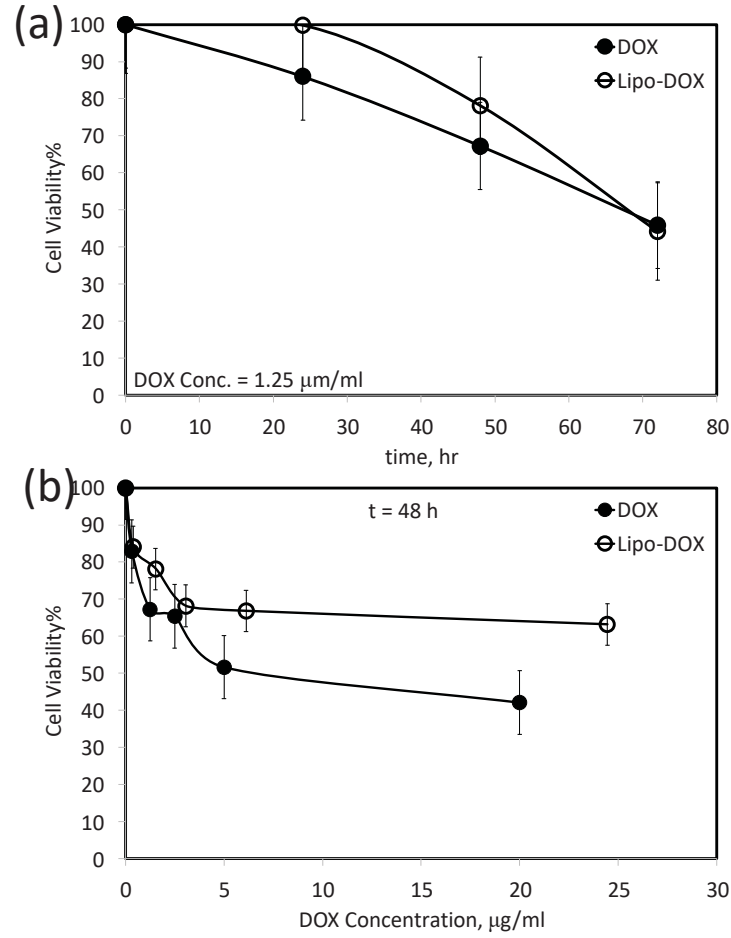 (a)
100
90
80
70
60
50
40
30
20
10
0
Cell Viability%
DOX
Lipo-DOX
DOX Conc. = 1.25 μm/ml
0 10 20 30 40 50 60 70 80
time, hr
(b)
100
90
80
70
60
50
40
30
20
10
0
Cell Viability%
t = 48 h
DOX
Lipo-DOX
0 5 10 15 20 25 30
DOX Concentration, μg/ml